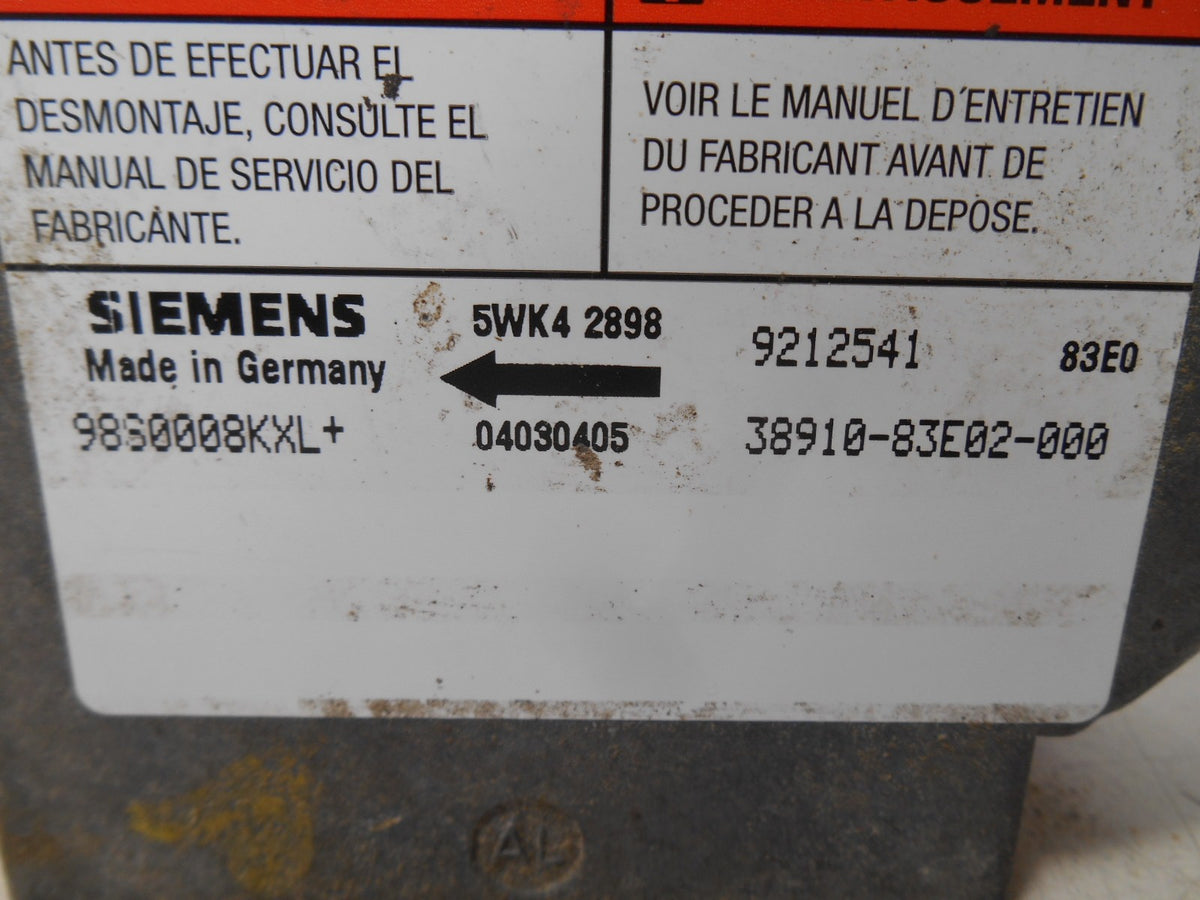 ANTES DE EFECTUAR EL
DESMONTAJE, CONSULTE EL
MANUAL DE SERVICIO DEL
FABRICANTE.
VOIR LE MANUEL D'ENTRETIEN
DU FABRICANT AVANT DE
PROCEDER A LA DEPOSE.
SIEMENS
Made in Germany
98S0008KXL+
5WK4 2898
04030405
9212541 83E0
38910-83E02-000
AL